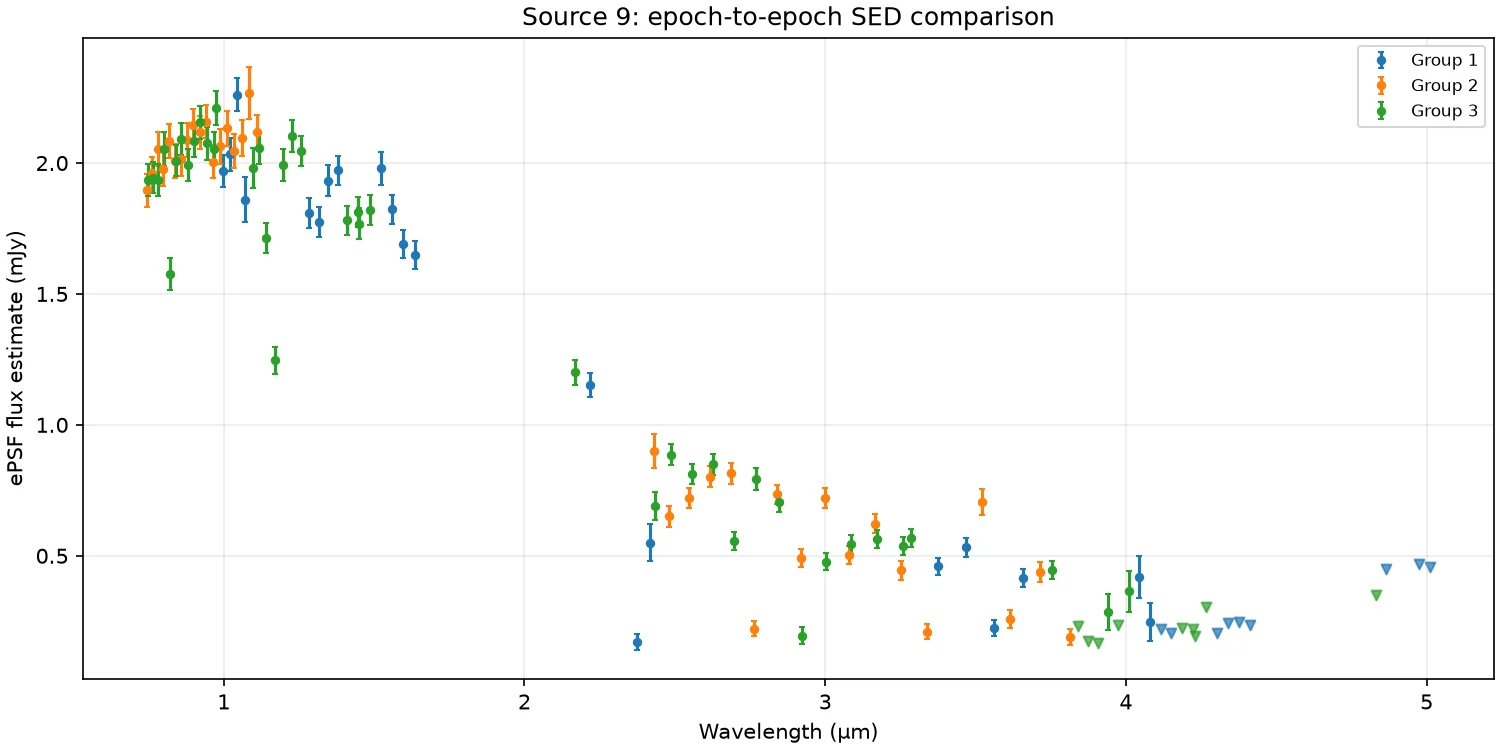 Source 9: epoch-to-epoch SED comparison
Group 1
Group 2
Group 3
ePSF flux estimate (mJy)
2.0
1.5
1.0
0.5
1 2 3 4 5
Wavelength (μm)